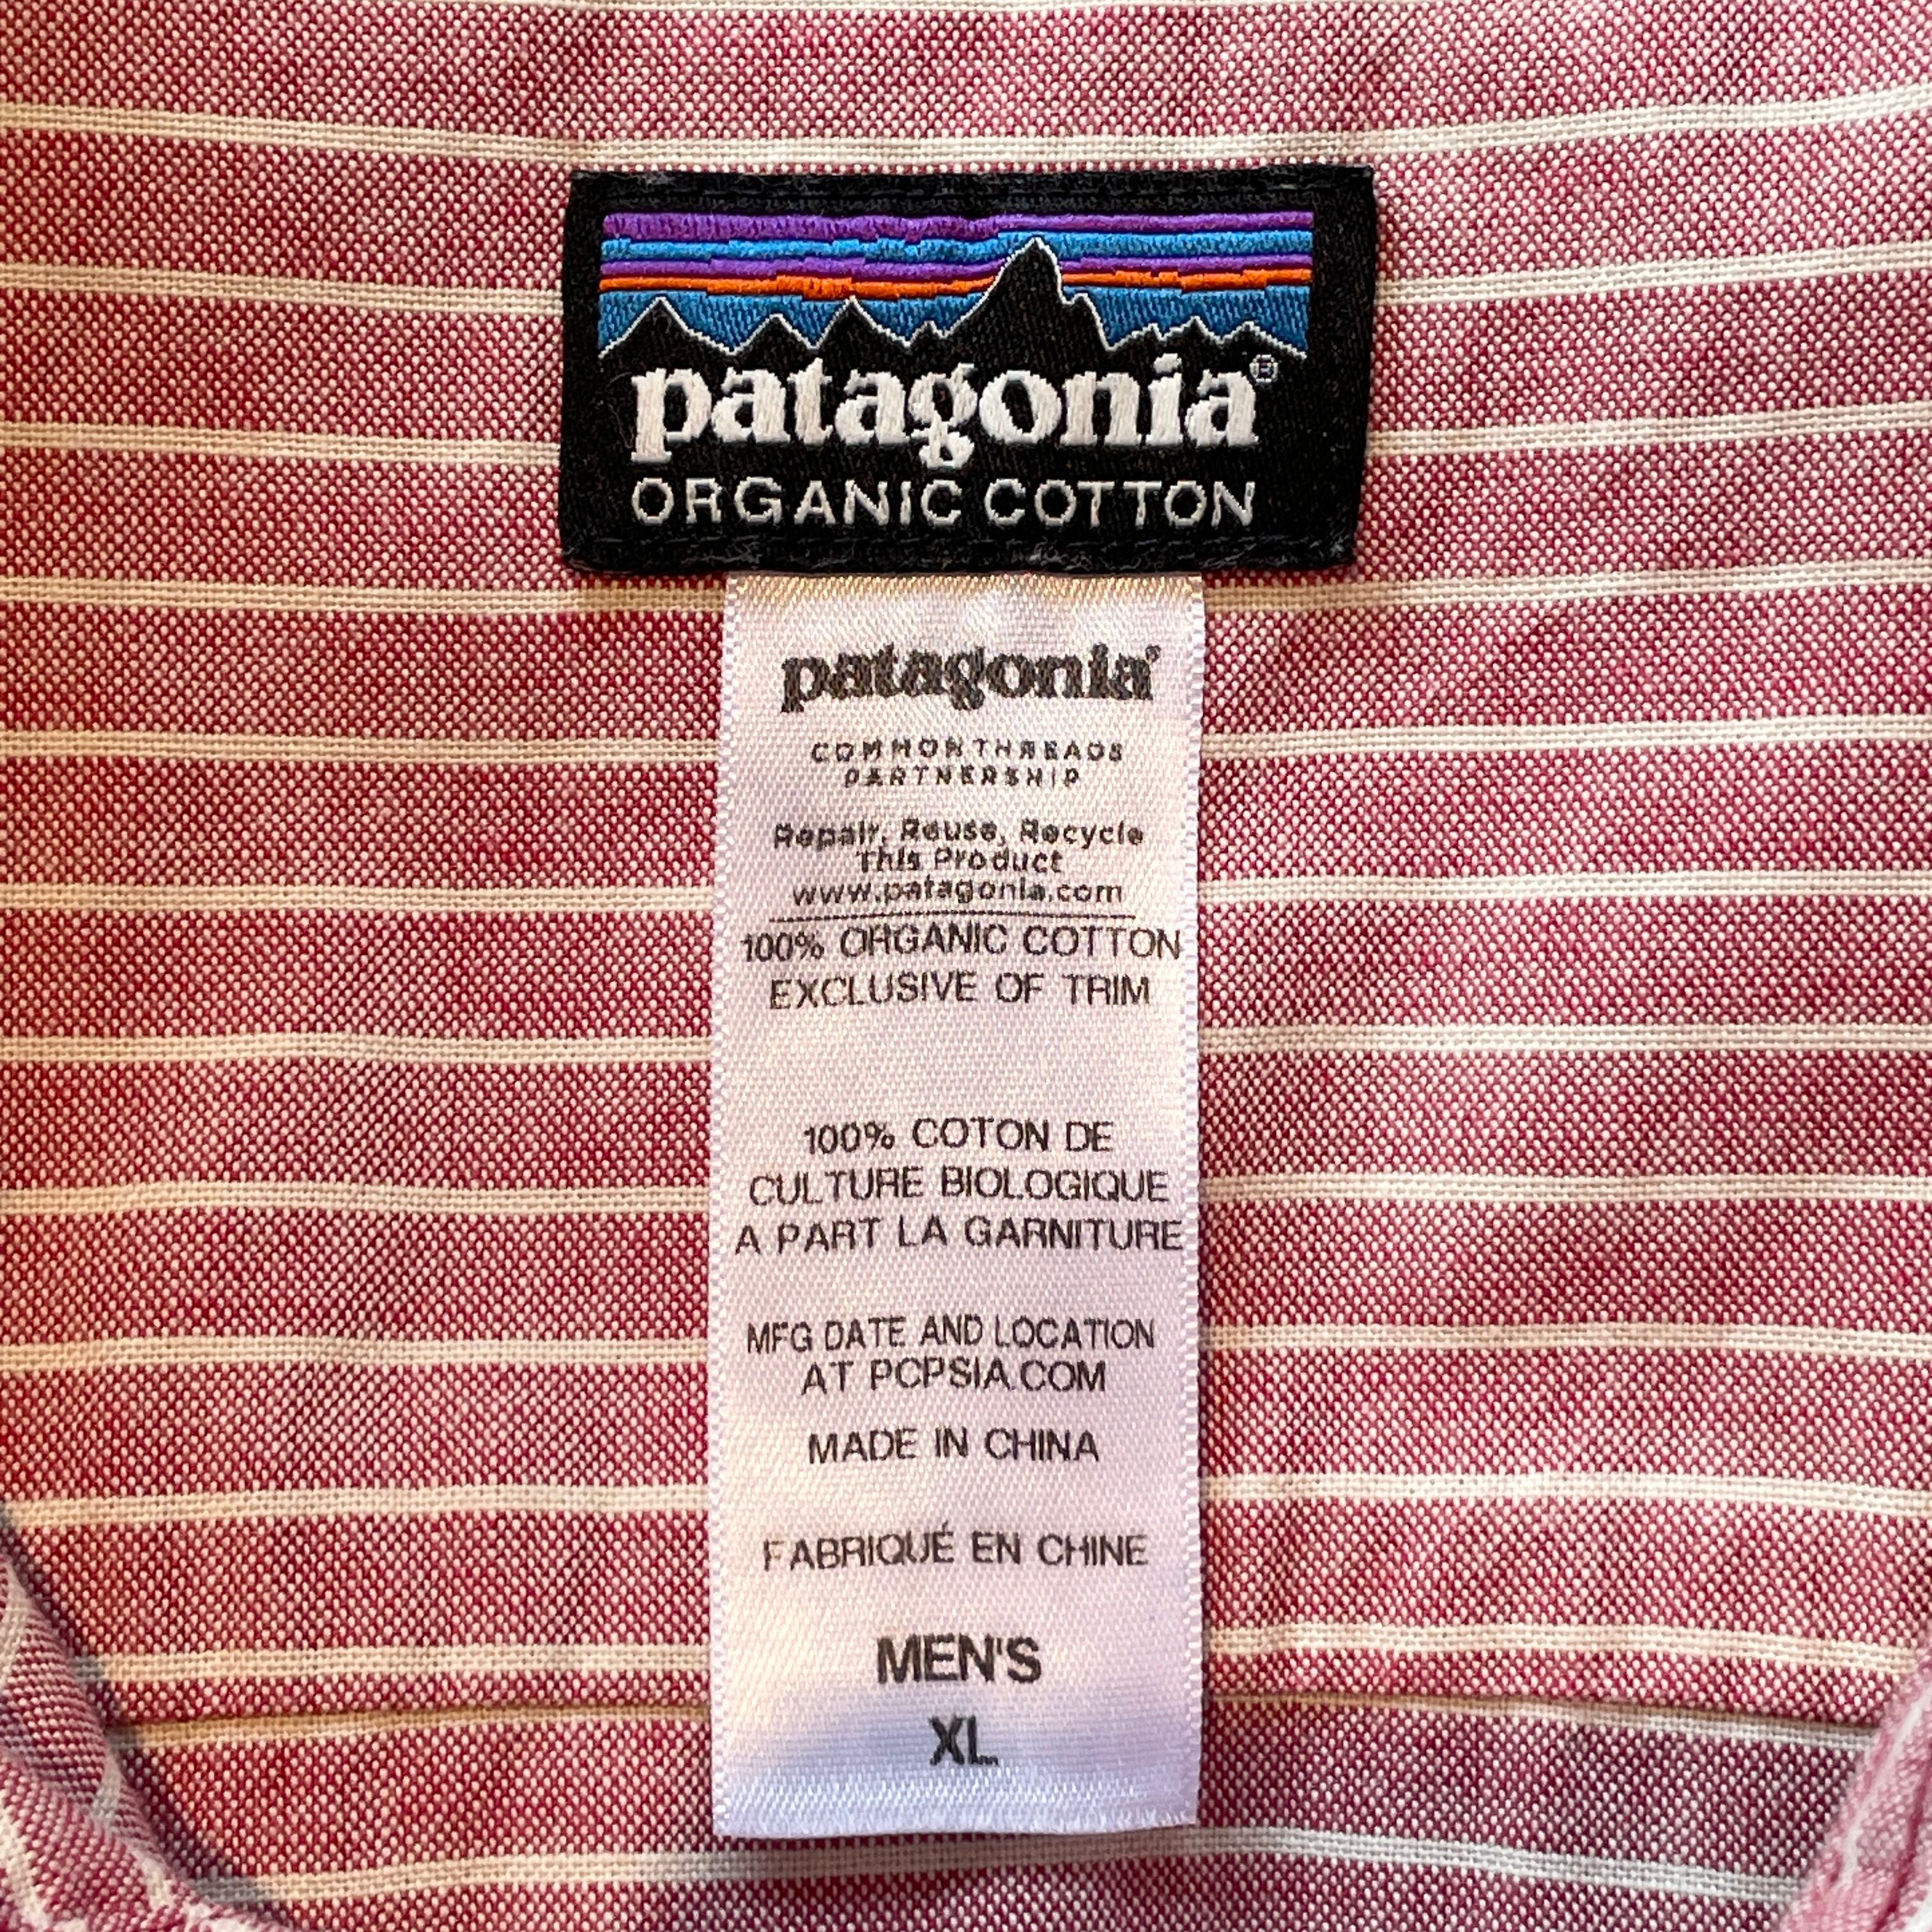 patagonia®
ORGANIC COTTON
patagonia®
COMMON THREADS
PARTNERSHIP
Repair, Reuse, Recycle
This Product
www.patagonia.com
100% ORGANIC COTTON
EXCLUSIVE OF TRIM
100% COTON DE
CULTURE BIOLOGIQUE
A PART LA GARNITURE
MFG DATE AND LOCATION
AT PCPSIA.COM
MADE IN CHINA
FABRIQUÉ EN CHINE
MEN'S
XL